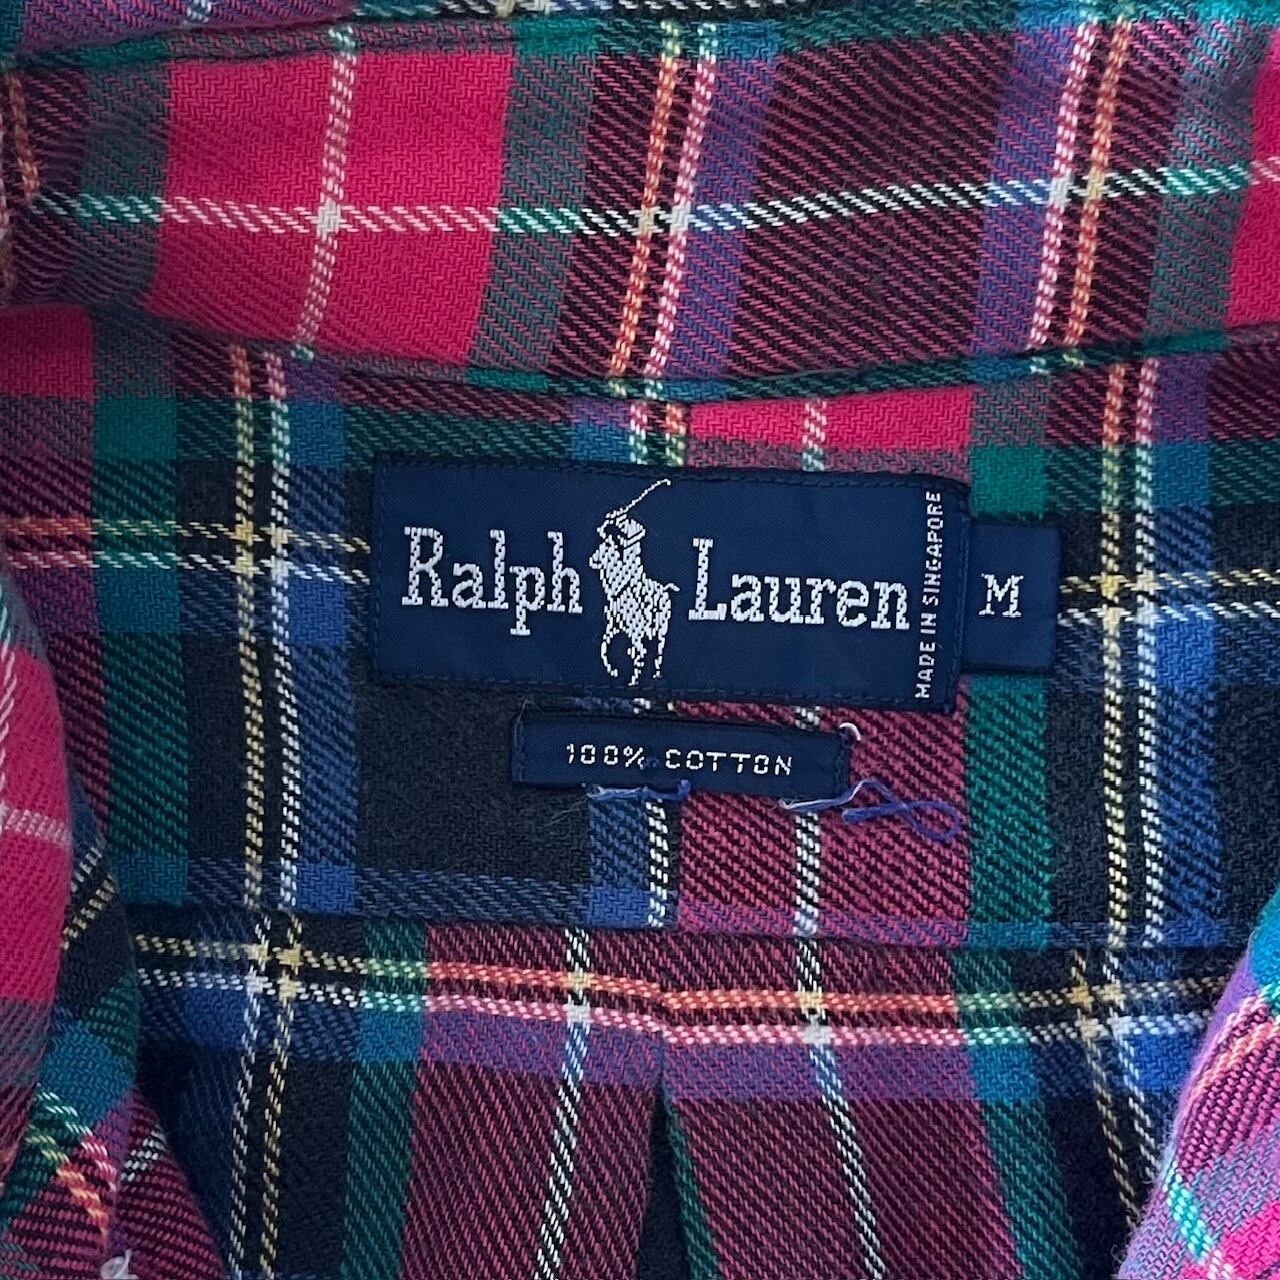 Ralph Lauren
MADE IN SINGAPORE
M
100% COTTON